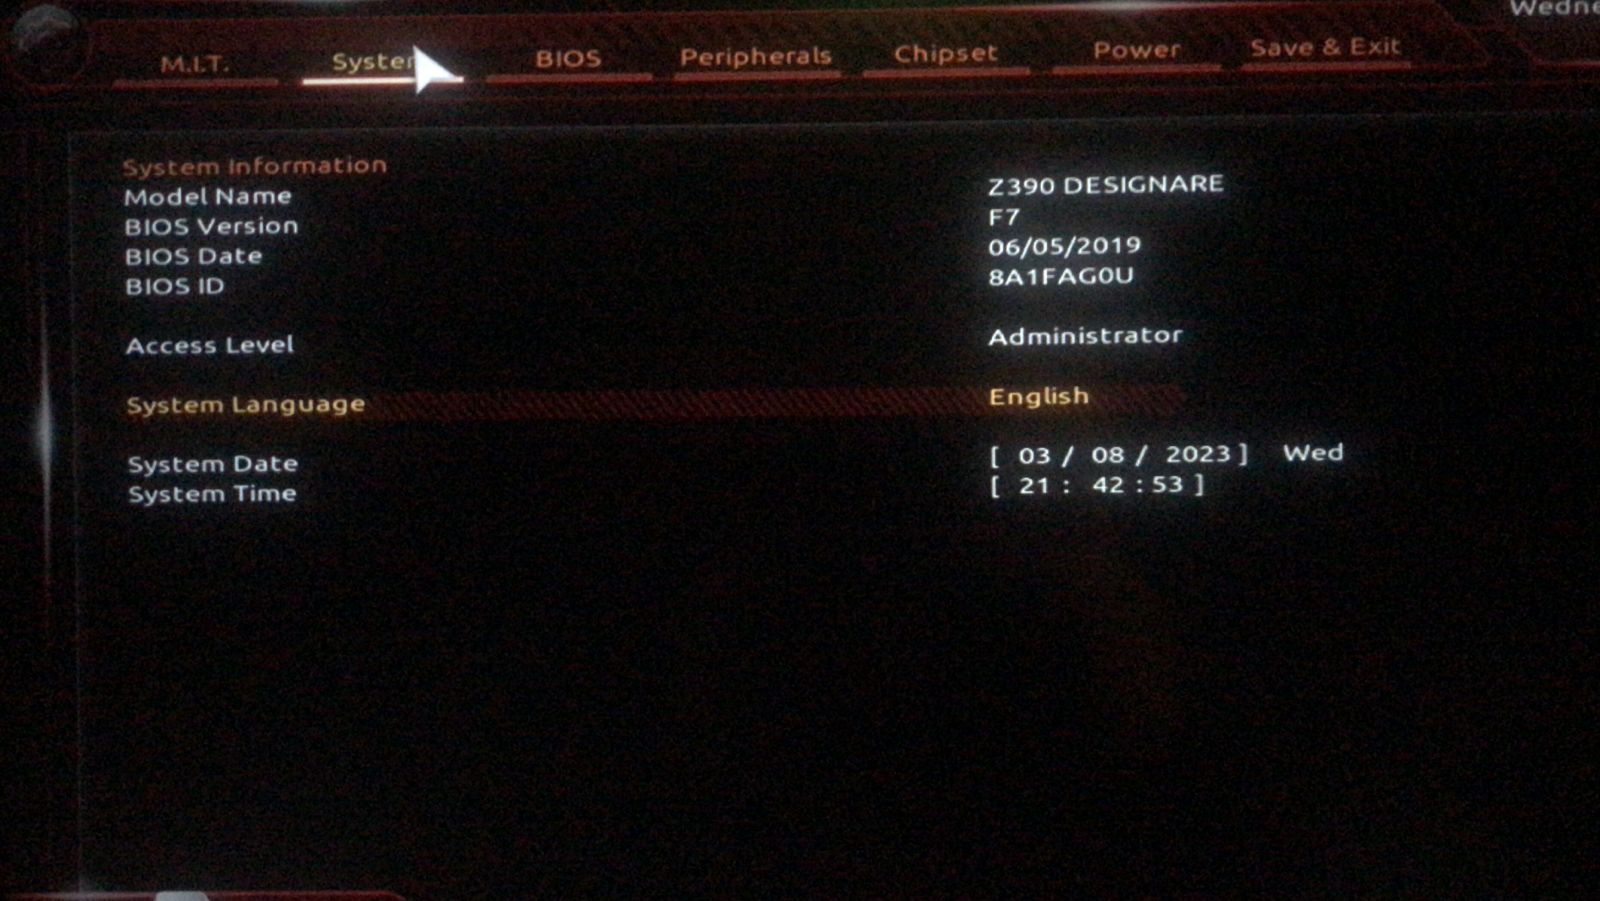 Wedne
M.I.T. System BIOS Peripherals Chipset Power Save & Exit
System Information
Model Name Z390 DESIGNARE
BIOS Version F7
BIOS Date 06/05/2019
BIOS ID 8A1FAG0U
Access Level Administrator
System Language English
System Date [ 03 / 08 / 2023 ] Wed
System Time [ 21 : 42 : 53 ]